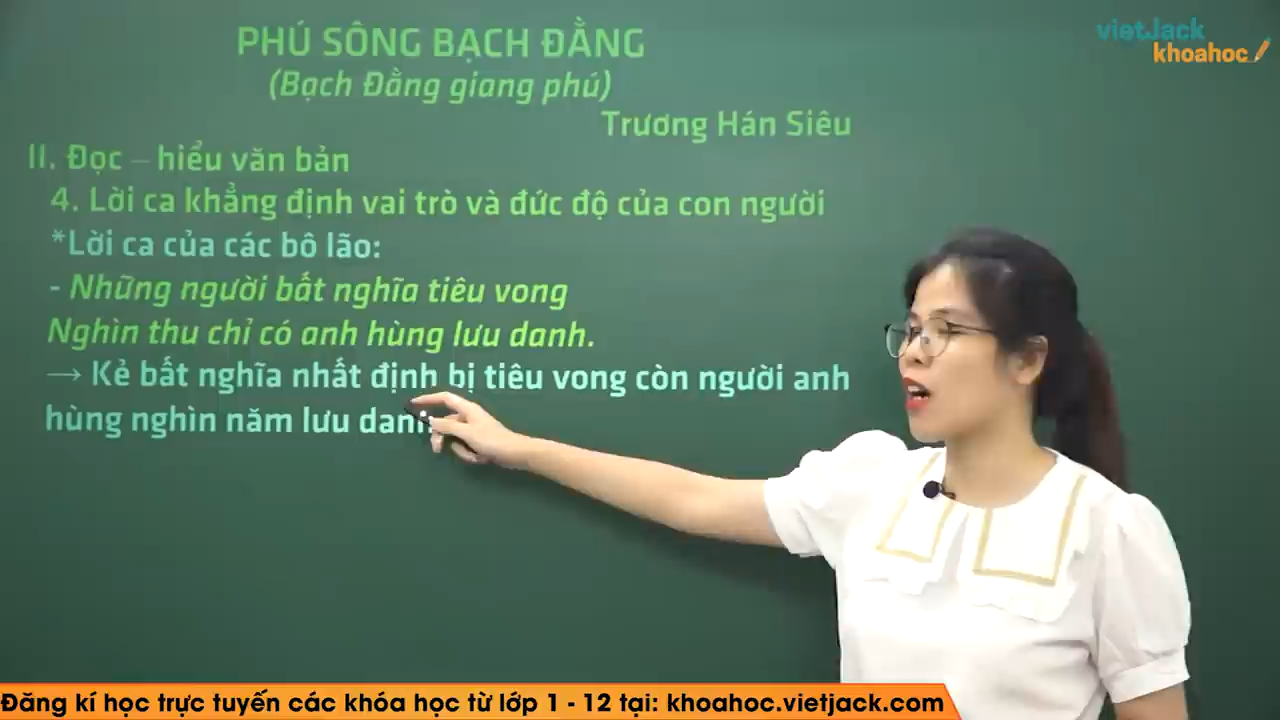 PHÚ SÔNG BẠCH ĐẰNG
(Bạch Đằng giang phú)
Trương Hán Siêu
II. Đọc – hiểu văn bản
4. Lời ca khẳng định vai trò và đức độ của con người
*Lời ca của các bô lão:
- Những người bất nghĩa tiêu vong
Nghìn thu chỉ có anh hùng lưu danh.
→ Kẻ bất nghĩa nhất định bị tiêu vong còn người anh
hùng nghìn năm lưu danh
vietJack
khoahoc
Đăng kí học trực tuyến các khóa học từ lớp 1 - 12 tại: khoahoc.vietjack.com